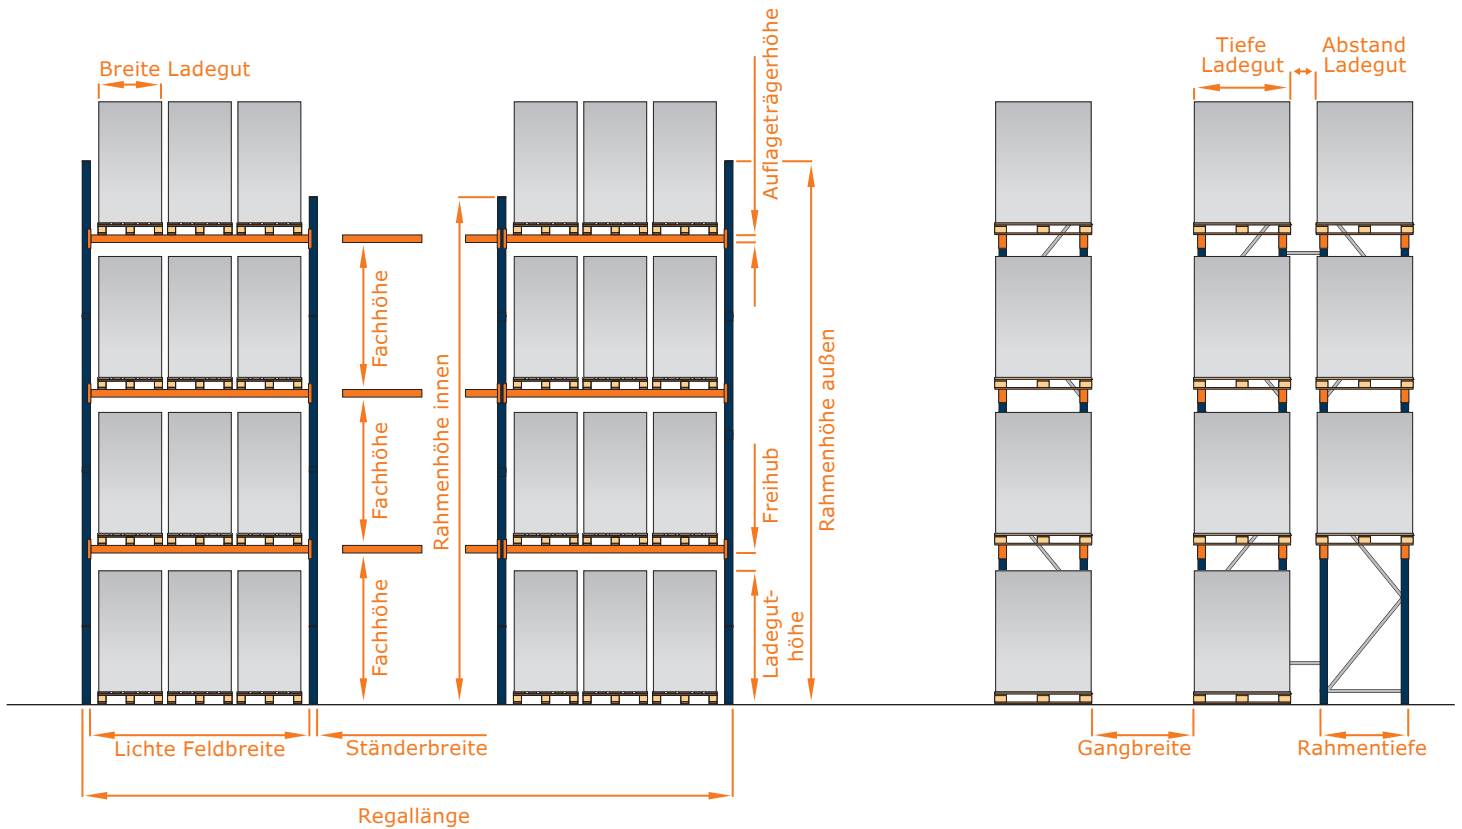 Breite Ladegut
Auflageträgerhöhe
Tiefe
Ladegut
Abstand
Ladegut
Fachhöhe
Fachhöhe
Fachhöhe
Rahmenhöhe innen
Freihub
Ladegut-
höhe
Rahmenhöhe außen
Lichte Feldbreite
Ständerbreite
Gangbreite
Rahmentiefe
Regallänge